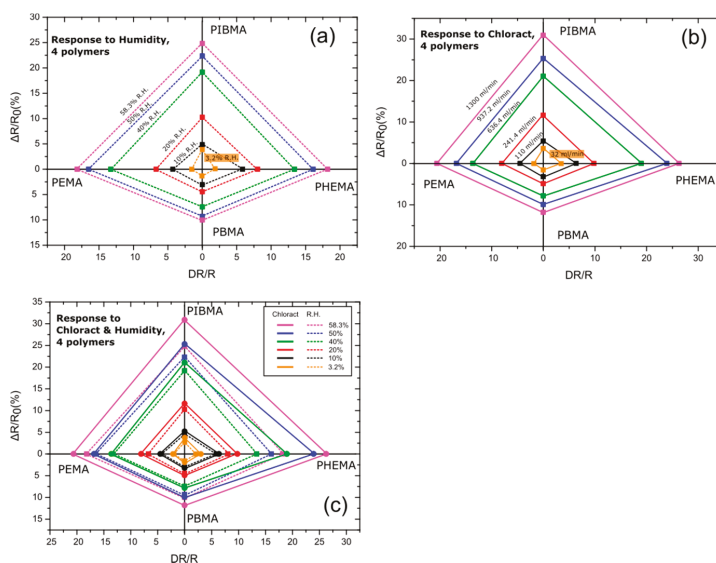 Response to Humidity,
4 polymers
PIBMA
(a)
30
25
20
15
10
5
0
5
10
15
ΔR/R0(%)
58.3% R.H.
50% R.H.
40% R.H.
20% R.H.
10% R.H.
3.2% R.H.
PEMA
PHEMA
PBMA
20 15 10 5 0 5 10 15 20
DR/R
Response to Chloract,
4 polymers
PIBMA
(b)
30
20
10
0
10
20
ΔR/R0(%)
1300 ml/min
937.2 ml/min
636.4 ml/min
241.4 ml/min
110 ml/min
32 ml/min
PEMA
PHEMA
PBMA
20 10 0 10 20 30
DR/R
Response to
Chloract & Humidity,
4 polymers
PIBMA
Chloract R.H.
58.3%
50%
40%
20%
10%
3.2%
35
30
25
20
15
10
5
0
5
10
15
ΔR/R0(%)
PEMA
PHEMA
PBMA
(c)
25 20 15 10 5 0 5 10 15 20 25 30
DR/R